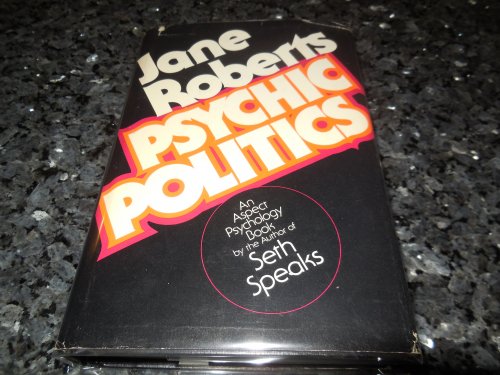 Jane
Roberts
PSYCHIC
POLITICS
An
Aspect
Psychology
Book
by the Author of
Seth
Speaks